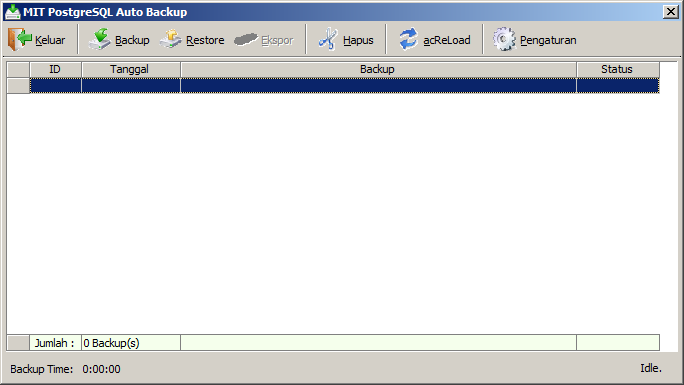 MIT PostgreSQL Auto Backup
Keluar Backup Restore Ekspor Hapus acReLoad Pengaturan
ID Tanggal Backup Status
Jumlah : 0 Backup(s)
Backup Time: 0:00:00 Idle.